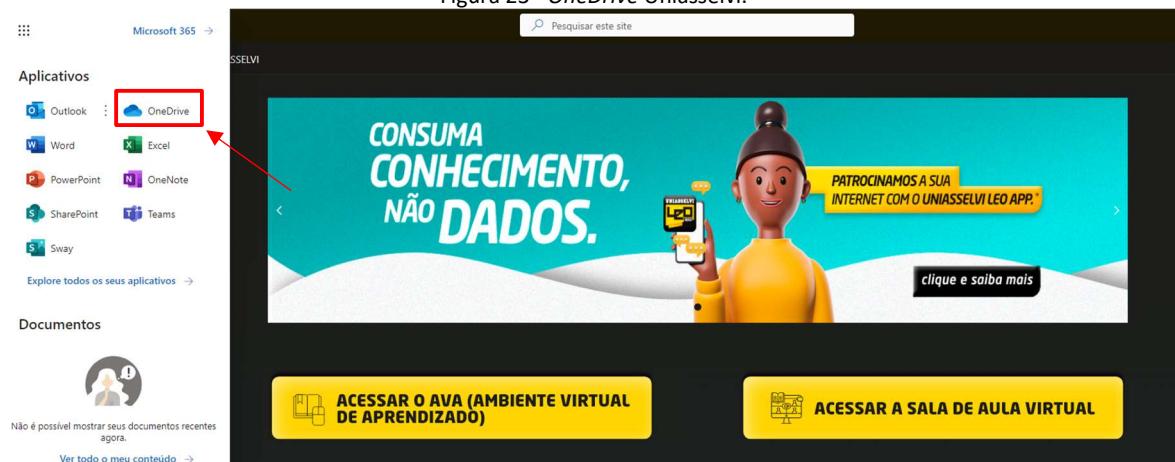 Figura 25 - OneDrive Uniasselvi.
Microsoft 365 →
Pesquisar este site
SSELVI
Aplicativos
Outlook
OneDrive
Word
Excel
PowerPoint
OneNote
SharePoint
Teams
Sway
Explore todos os seus aplicativos →
Documentos
Não é possível mostrar seus documentos recentes
agora.
Ver todo o meu conteúdo →
CONSUMA
CONHECIMENTO,
NÃO DADOS.
UNIASSELVI
LEO
PATROCINAMOS A SUA
INTERNET COM O UNIASSELVI LEO APP.*
clique e saiba mais
ACESSAR O AVA (AMBIENTE VIRTUAL
DE APRENDIZADO)
ACESSAR A SALA DE AULA VIRTUAL